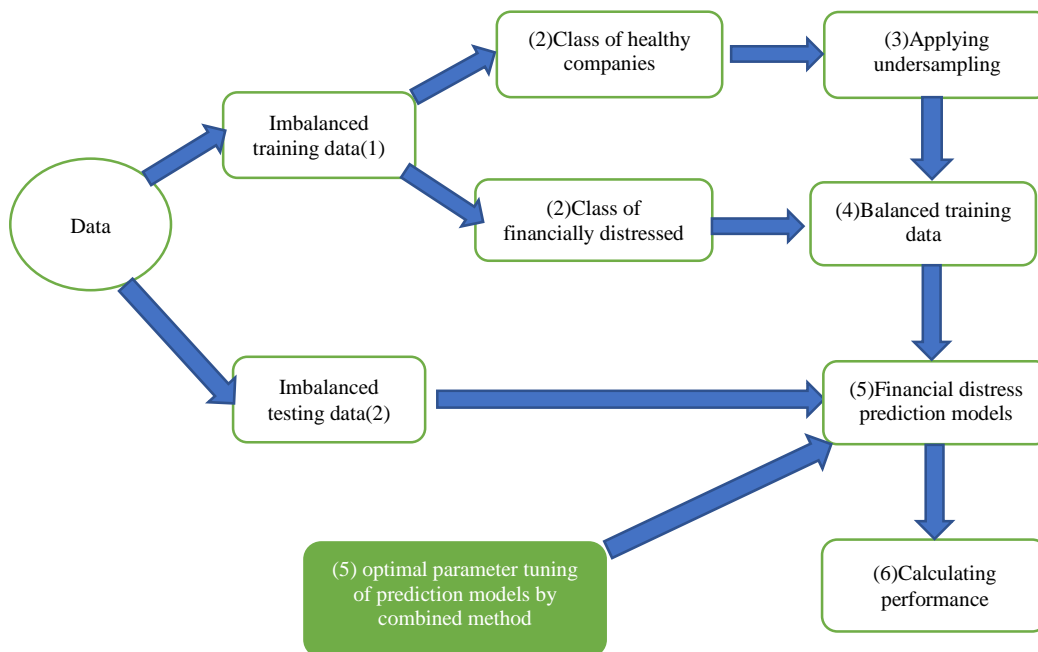 (2)Class of healthy
companies
(3)Applying
undersampling
Imbalanced
training data(1)
Data
(2)Class of
financially distressed
(4)Balanced training
data
Imbalanced
testing data(2)
(5)Financial distress
prediction models
(5) optimal parameter tuning
of prediction models by
combined method
(6)Calculating
performance